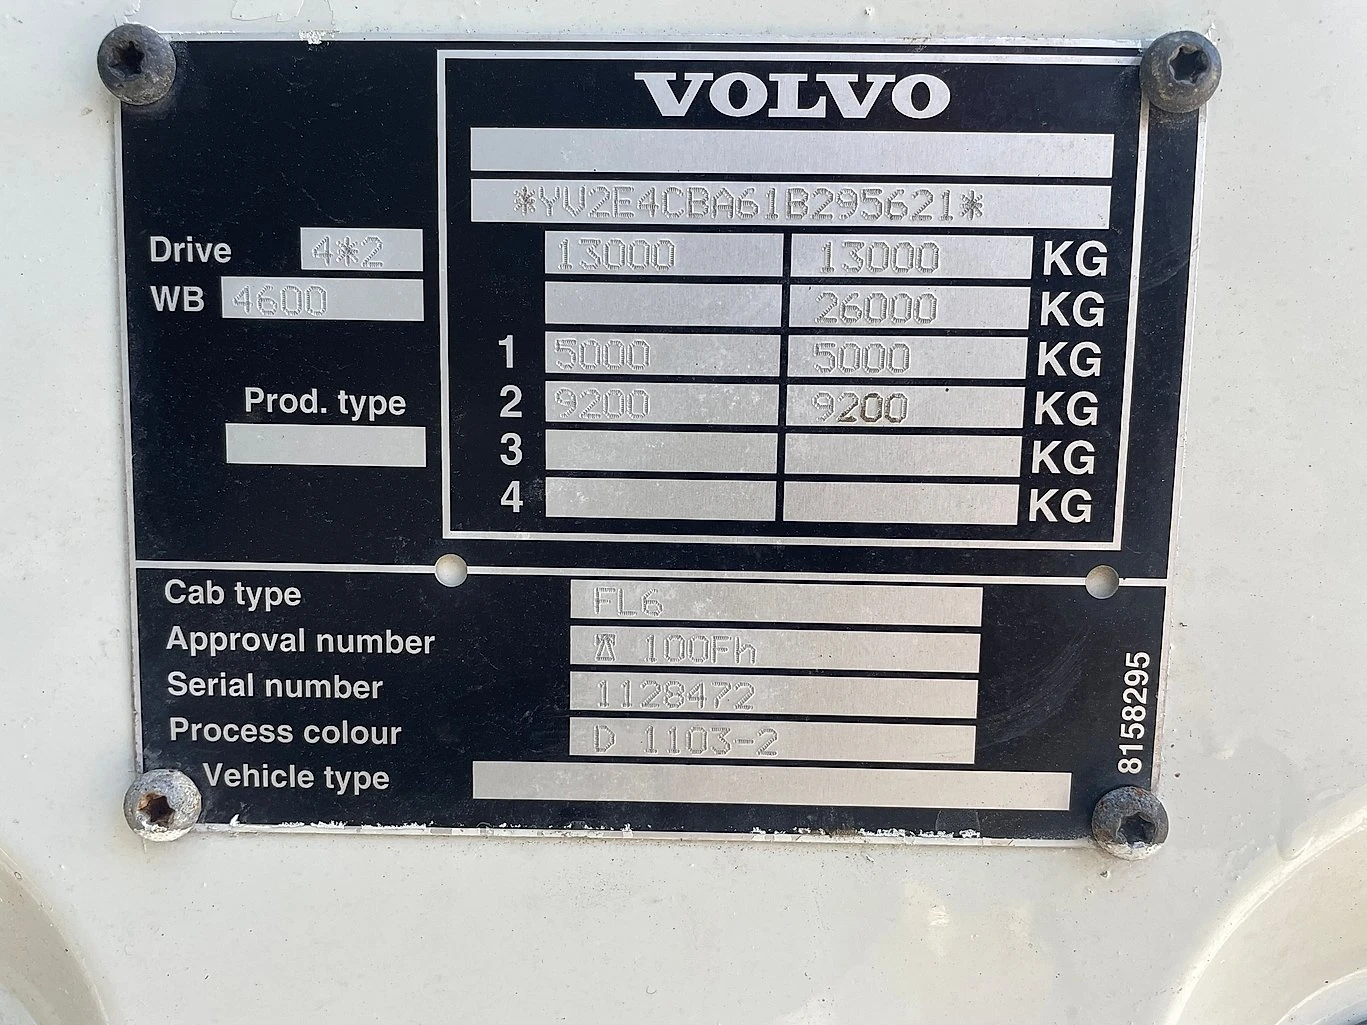 VOLVO
*YV2E4CBA61B295621*
Drive 4*2
13000 13000 KG
WB 4600
26000 KG
1 5000 5000 KG
Prod. type
2 9200 9200 KG
3 KG
4 KG
Cab type FL6
Approval number 100Fh
Serial number 1128472
Process colour D 1103-2
Vehicle type
8158295